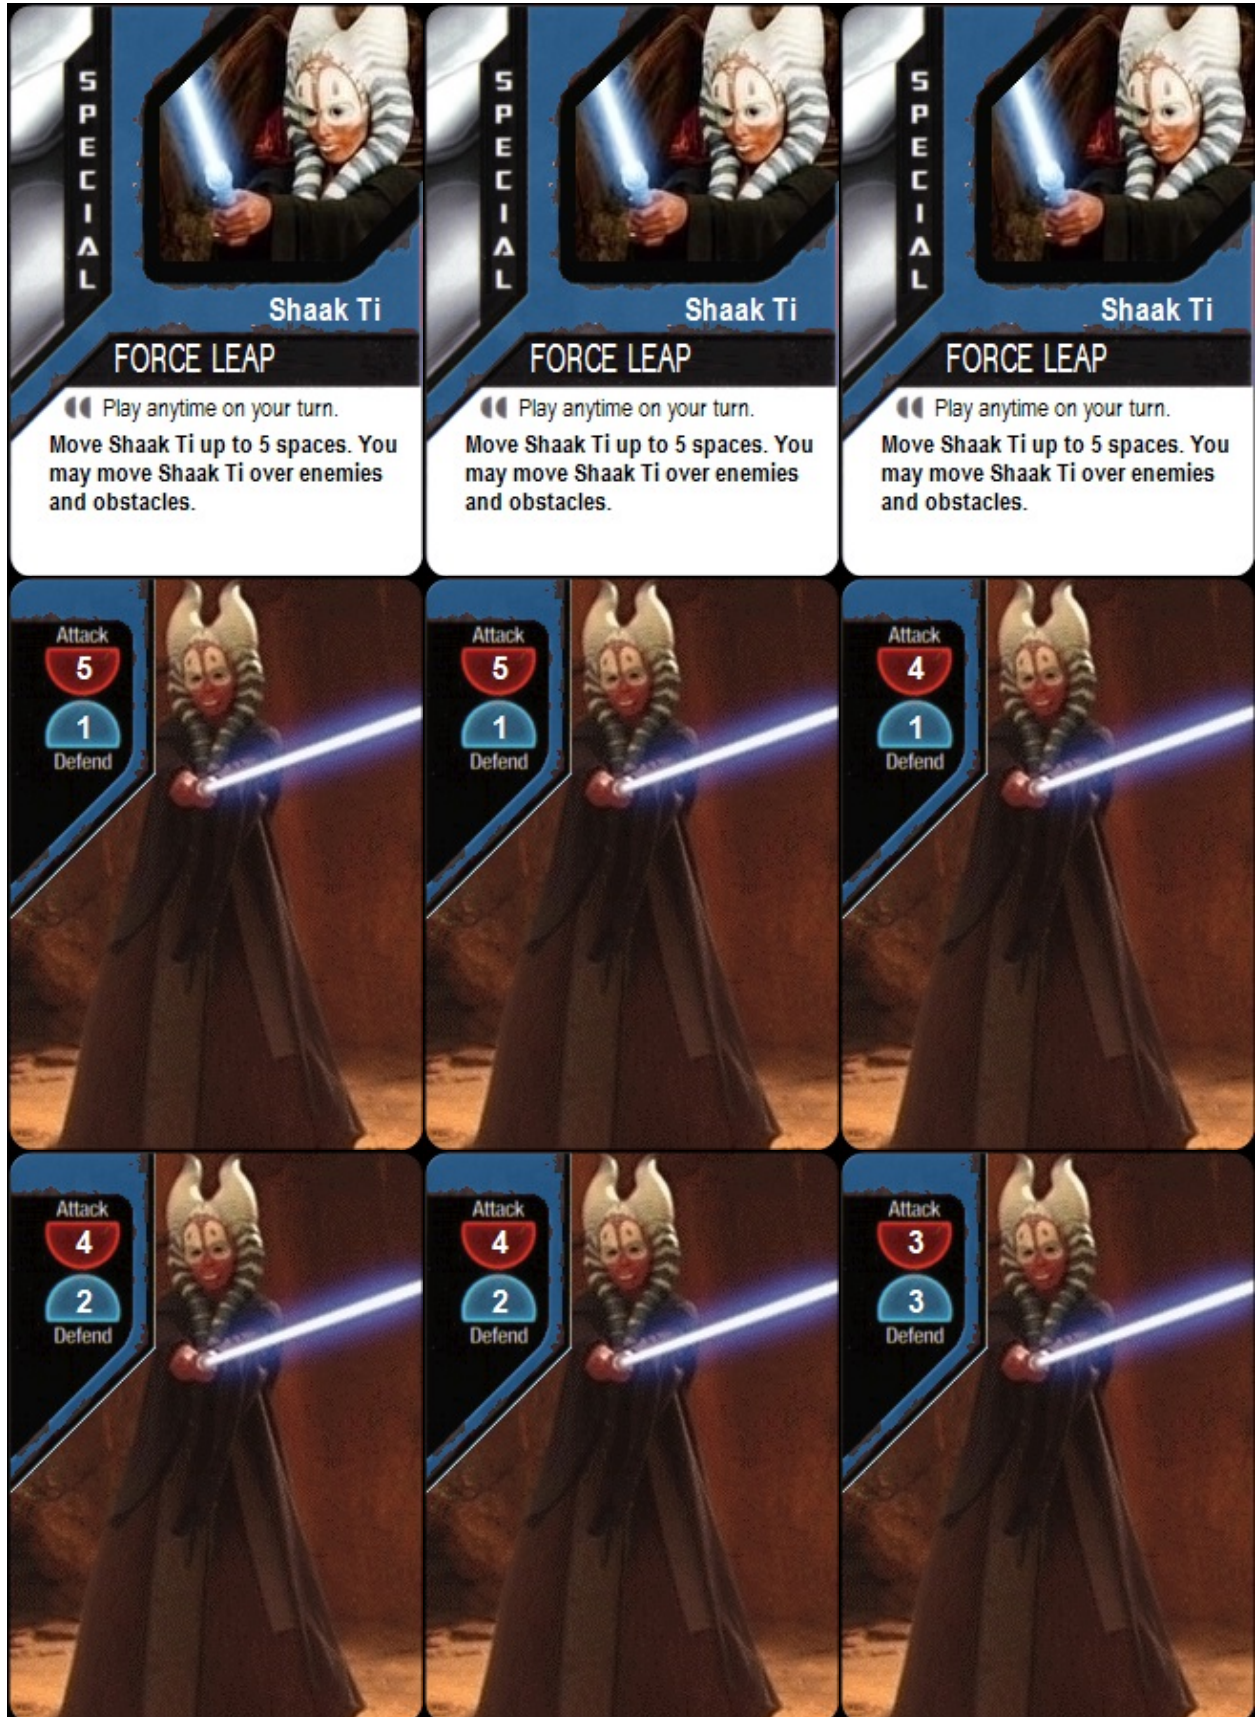 SPECIAL
Shaak Ti
FORCE LEAP
Play anytime on your turn.
Move Shaak Ti up to 5 spaces. You
may move Shaak Ti over enemies
and obstacles.
SPECIAL
Shaak Ti
FORCE LEAP
Play anytime on your turn.
Move Shaak Ti up to 5 spaces. You
may move Shaak Ti over enemies
and obstacles.
SPECIAL
Shaak Ti
FORCE LEAP
Play anytime on your turn.
Move Shaak Ti up to 5 spaces. You
may move Shaak Ti over enemies
and obstacles.
Attack
5
1
Defend
Attack
5
1
Defend
Attack
4
1
Defend
Attack
4
2
Defend
Attack
4
2
Defend
Attack
3
3
Defend